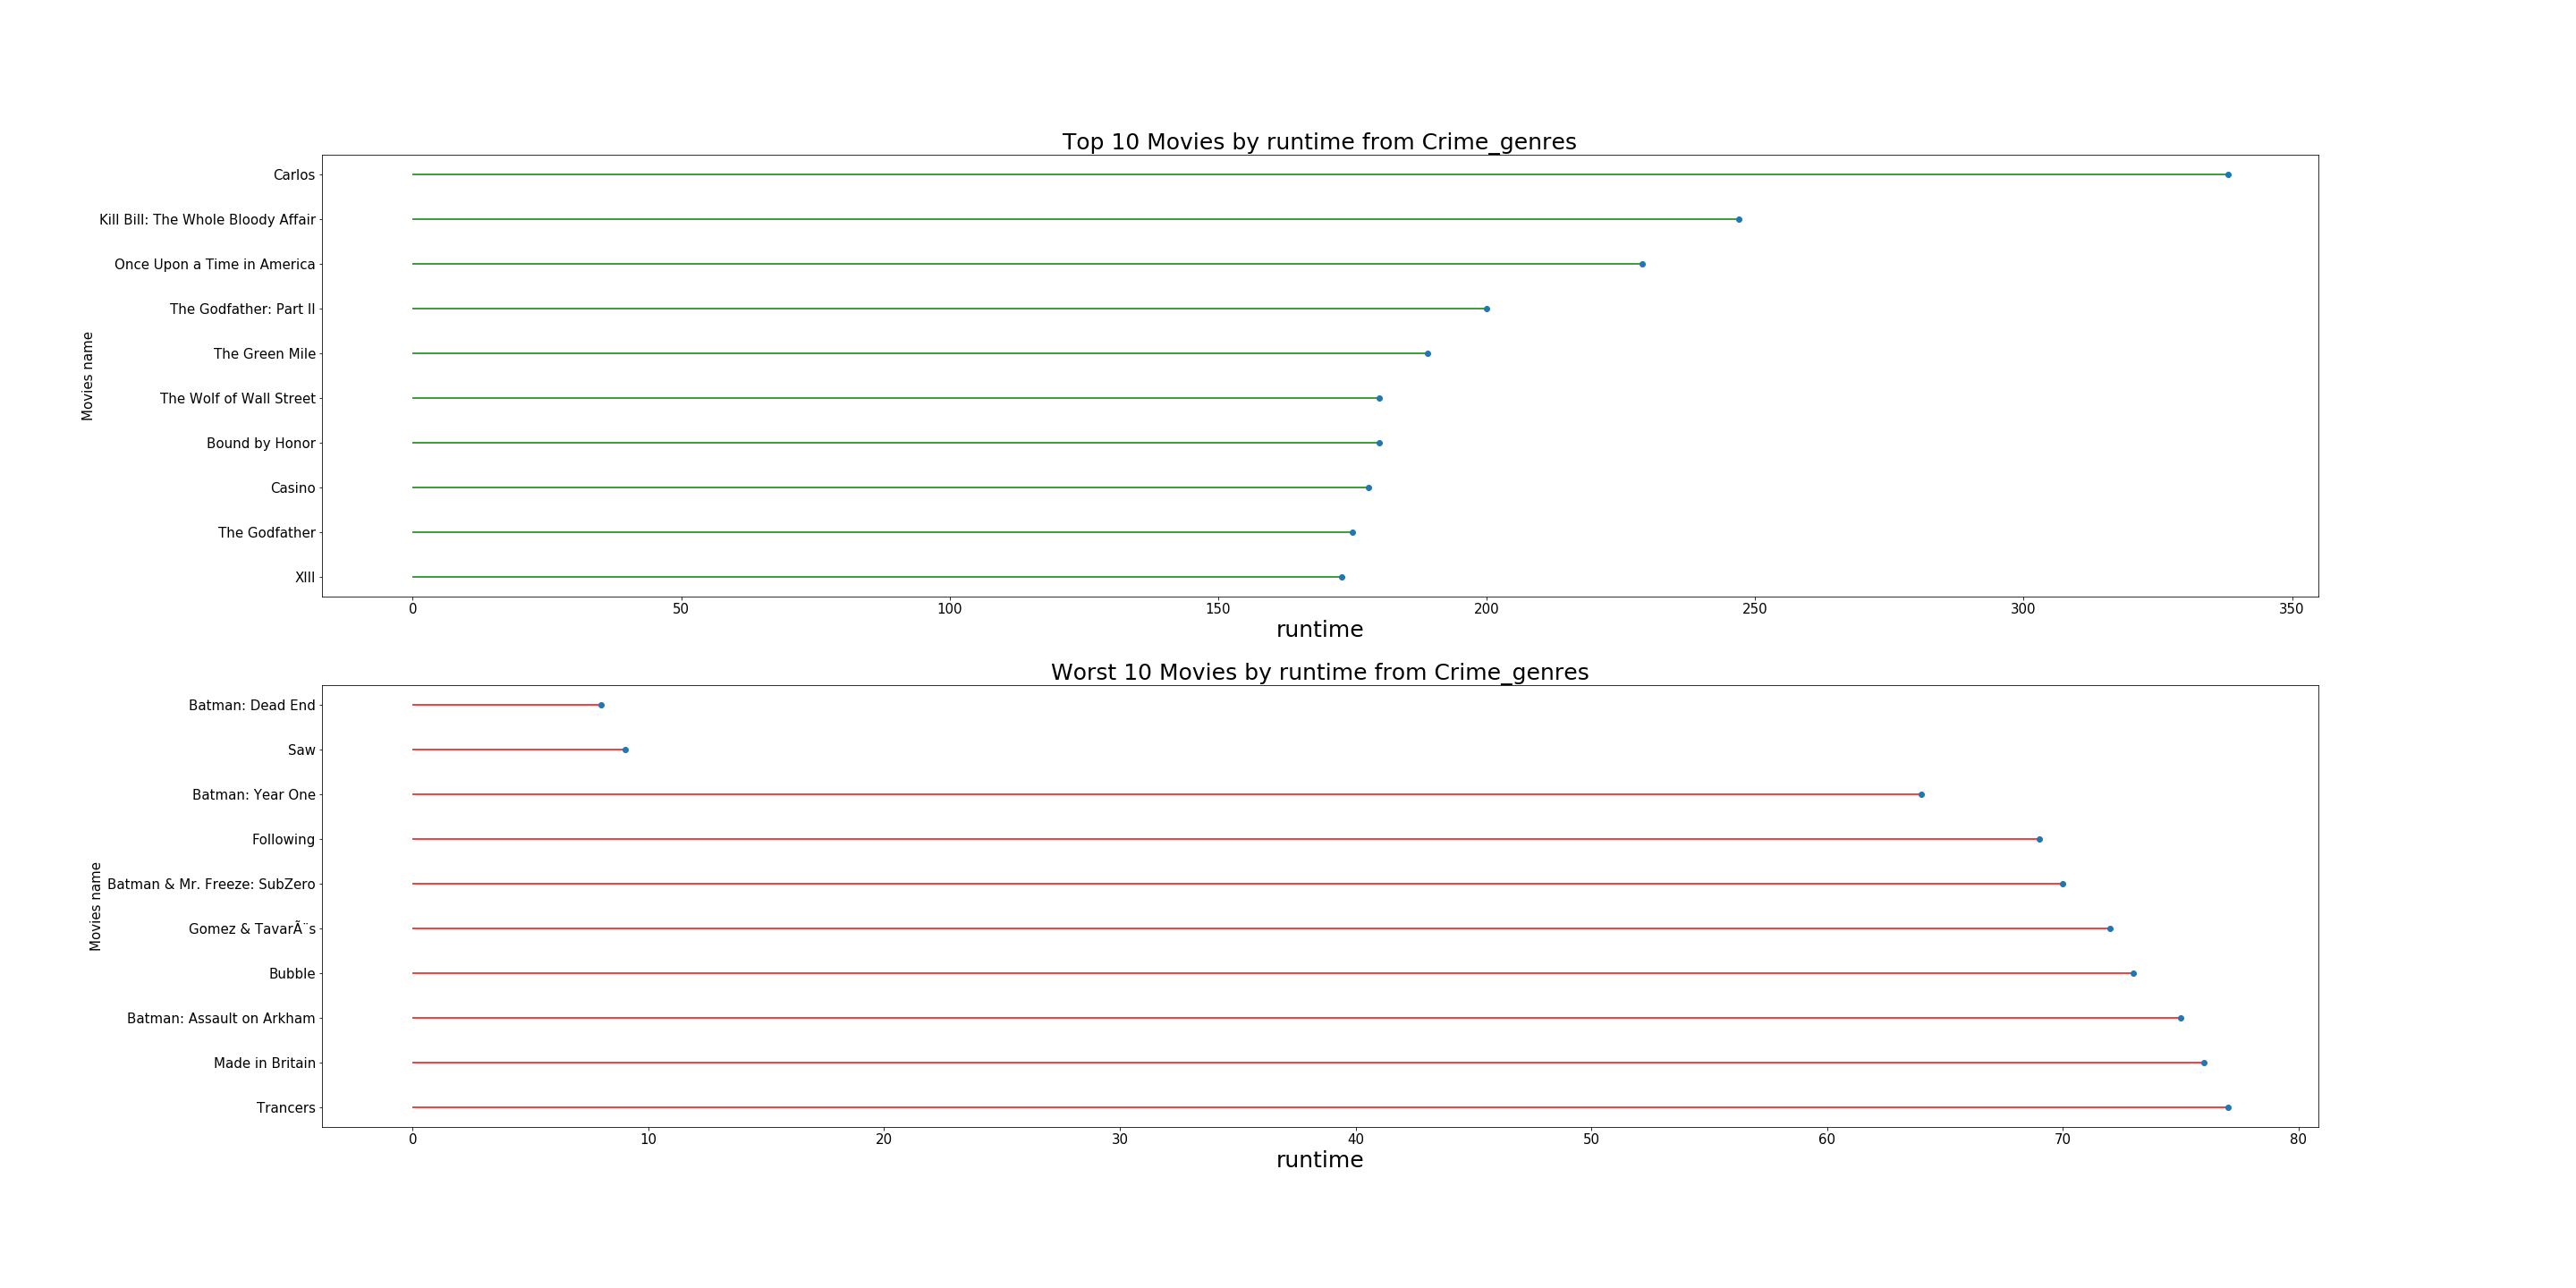 Top 10 Movies by runtime from Crime_genres
Movies name
Carlos
Kill Bill: The Whole Bloody Affair
Once Upon a Time in America
The Godfather: Part II
The Green Mile
The Wolf of Wall Street
Bound by Honor
Casino
The Godfather
XIII
0 50 100 150 200 250 300 350
runtime
Worst 10 Movies by runtime from Crime_genres
Movies name
Batman: Dead End
Saw
Batman: Year One
Following
Batman & Mr. Freeze: SubZero
Gomez & TavarÃ¨s
Bubble
Batman: Assault on Arkham
Made in Britain
Trancers
0 10 20 30 40 50 60 70 80
runtime